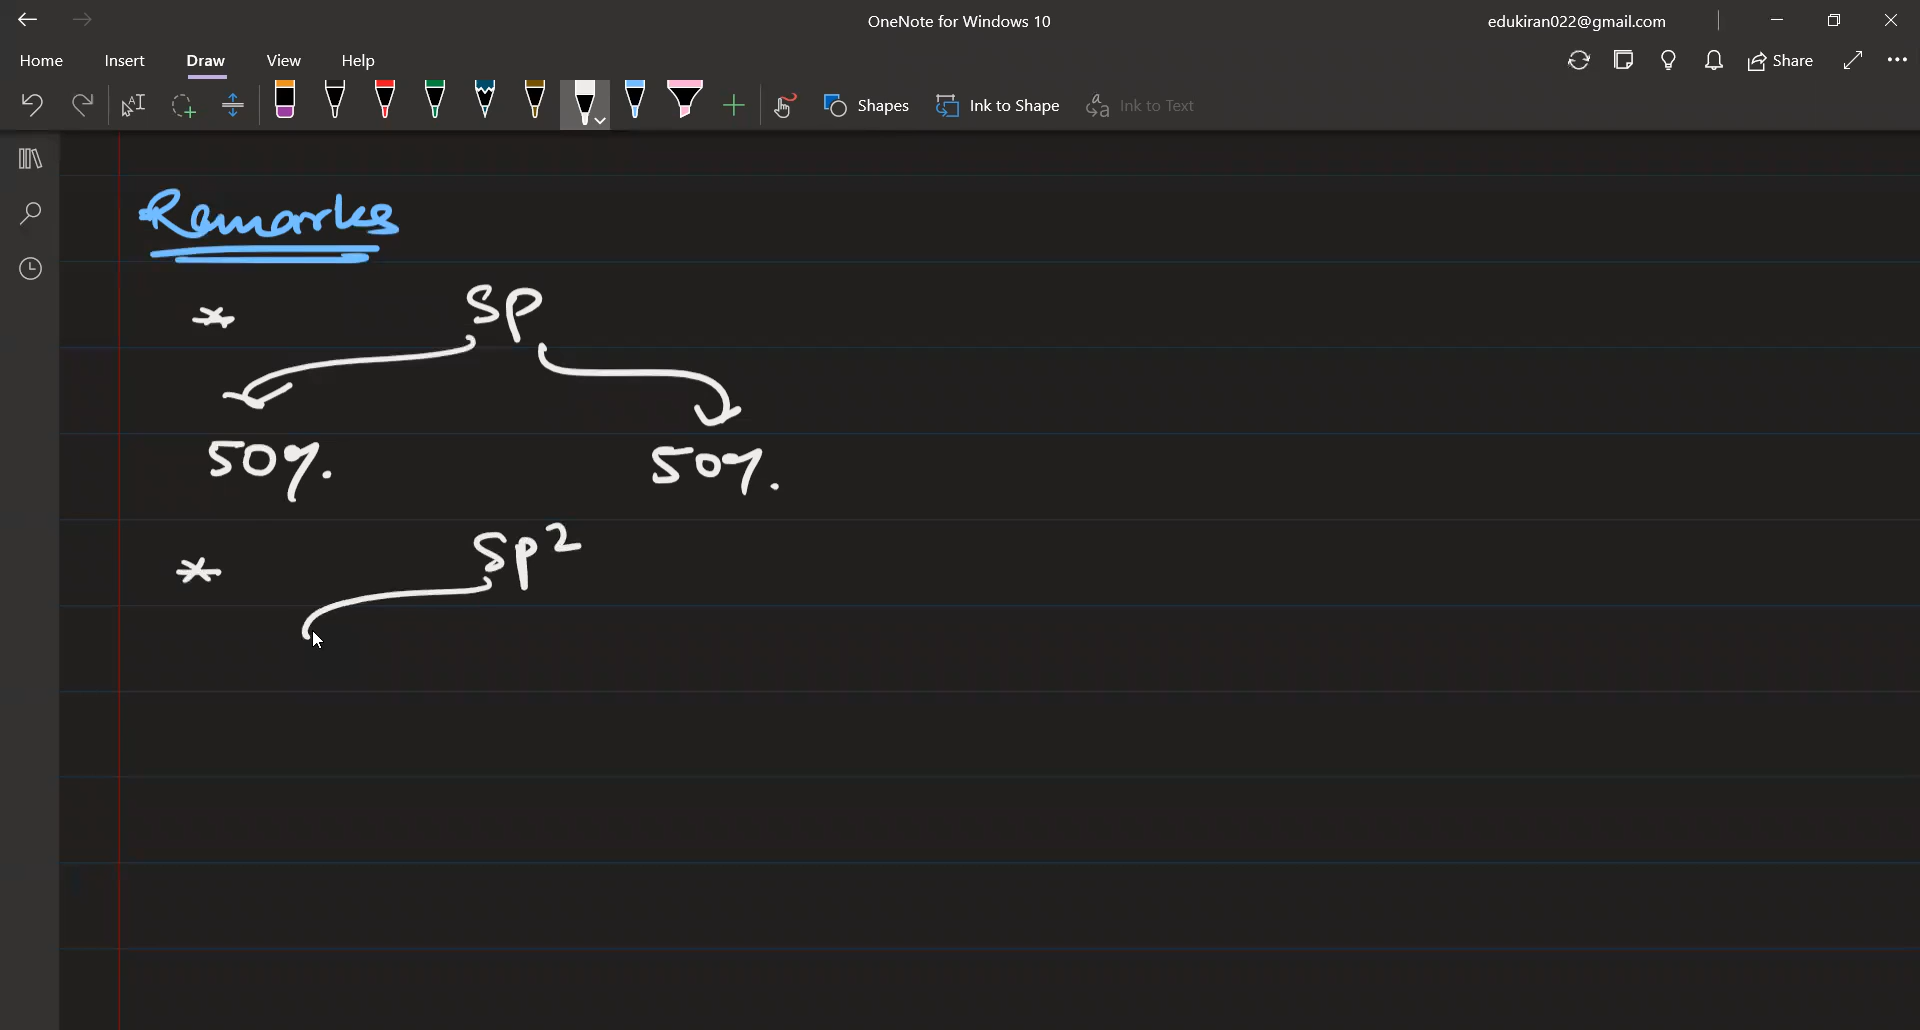 OneNote for Windows 10
edukiran022@gmail.com
Home Insert Draw View Help
Share
Shapes Ink to Shape Ink to Text
Remarks
* SP
50% 50%
* Sp²